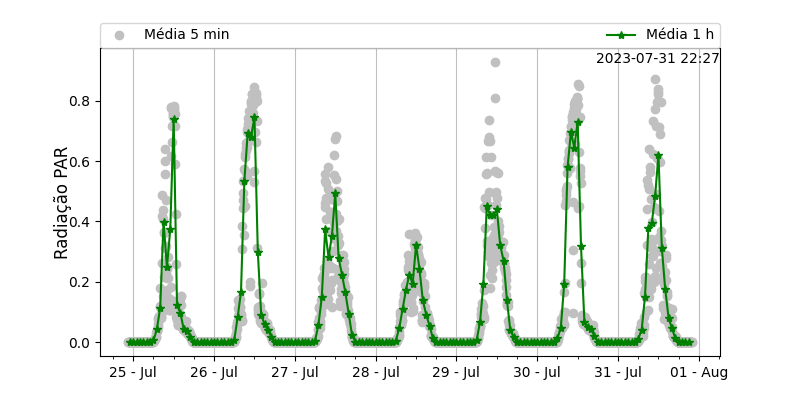 Média 5 min
Média 1 h
2023-07-31 22:27
Radiação PAR
0.8
0.6
0.4
0.2
0.0
25 - Jul
26 - Jul
27 - Jul
28 - Jul
29 - Jul
30 - Jul
31 - Jul
01 - Aug